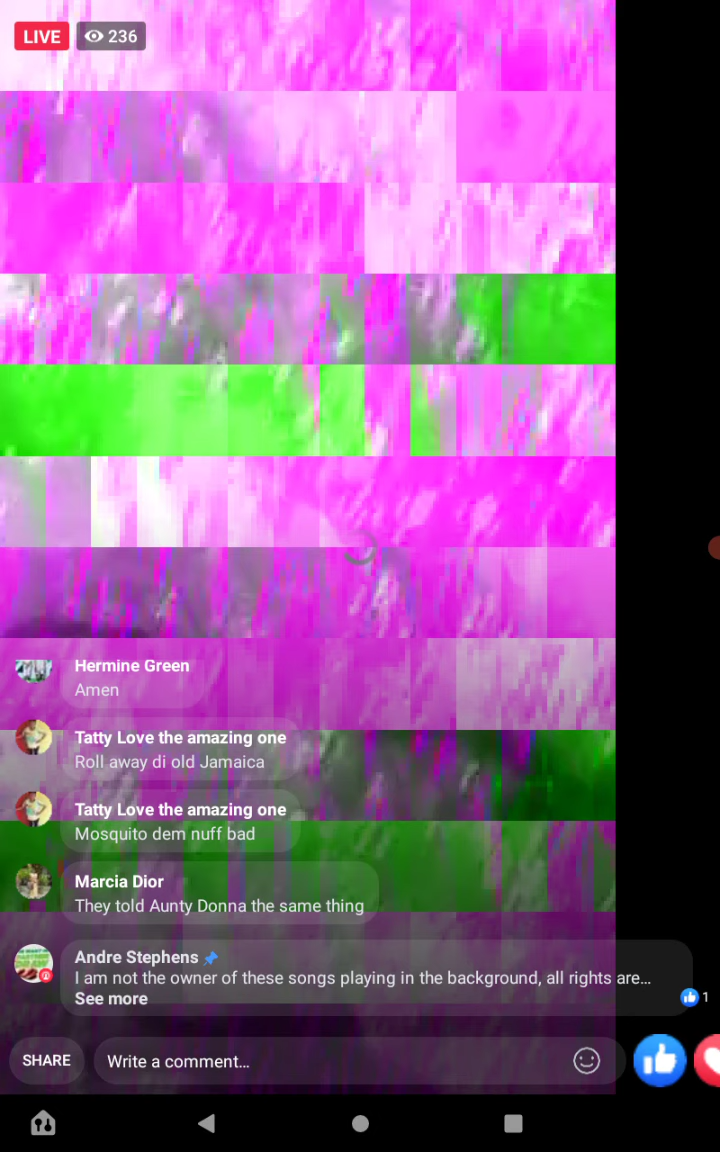 LIVE 236
Hermine Green
Amen
Tatty Love the amazing one
Roll away di old Jamaica
Tatty Love the amazing one
Mosquito dem nuff bad
Marcia Dior
They told Aunty Donna the same thing
Andre Stephens
I am not the owner of these songs playing in the background, all rights are...
See more
1
SHARE
Write a comment...